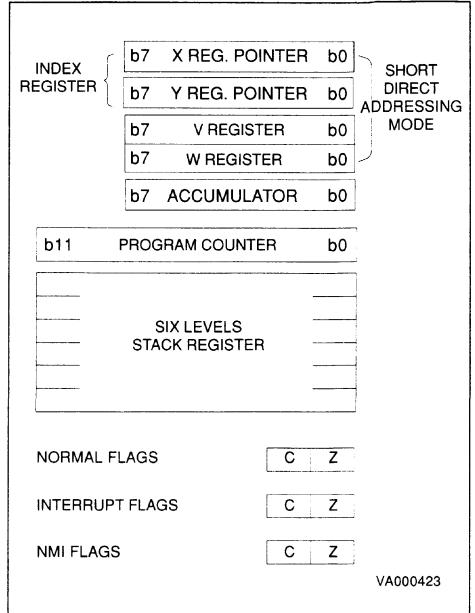 b7 X REG. POINTER b0
INDEX
REGISTER
b7 Y REG. POINTER b0
SHORT
DIRECT
ADDRESSING
MODE
b7 V REGISTER b0
b7 W REGISTER b0
b7 ACCUMULATOR b0
b11 PROGRAM COUNTER b0
SIX LEVELS
STACK REGISTER
NORMAL FLAGS C Z
INTERRUPT FLAGS C Z
NMI FLAGS C Z
VA000423